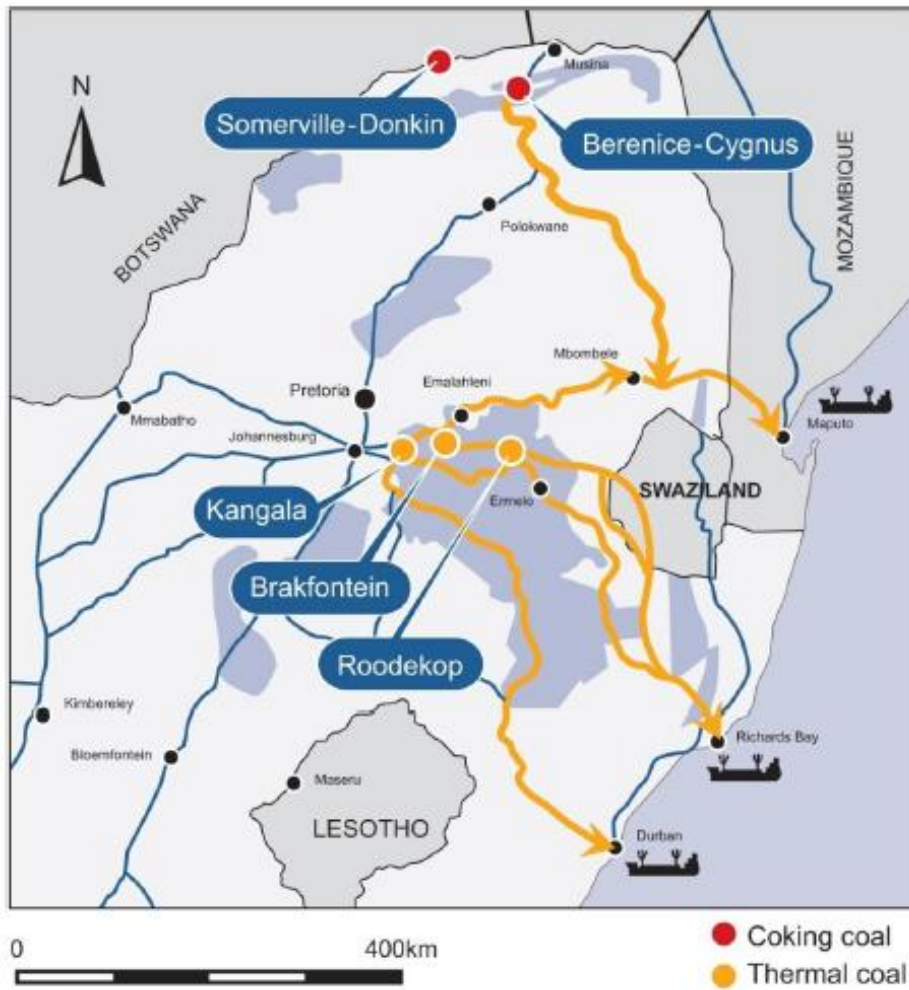 Musina
Somerville-Donkin
Berenice-Cygnus
N
BOTSWANA
MOZAMBIQUE
Polokwane
Mbombele
Emalahleni
Pretoria
Mmabatho
Maputo
Johannesburg
SWAZILAND
Ermelo
Kangala
Brakfontein
Roodekop
Kimbereley
Richards Bay
Bloemfontein
Maseru
LESOTHO
Durban
0 400km
Coking coal
Thermal coal